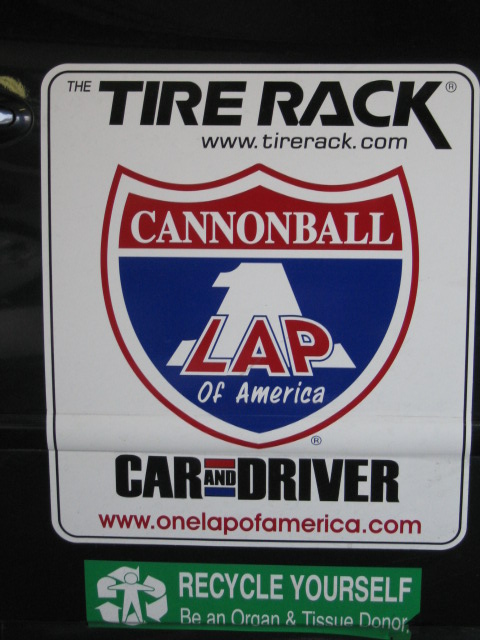 THE TIRE RACK®
www.tirerack.com
CANNONBALL
1
LAP
Of America
®
CAR AND DRIVER
www.onelapofamerica.com
RECYCLE YOURSELF
Be an Organ & Tissue Donor